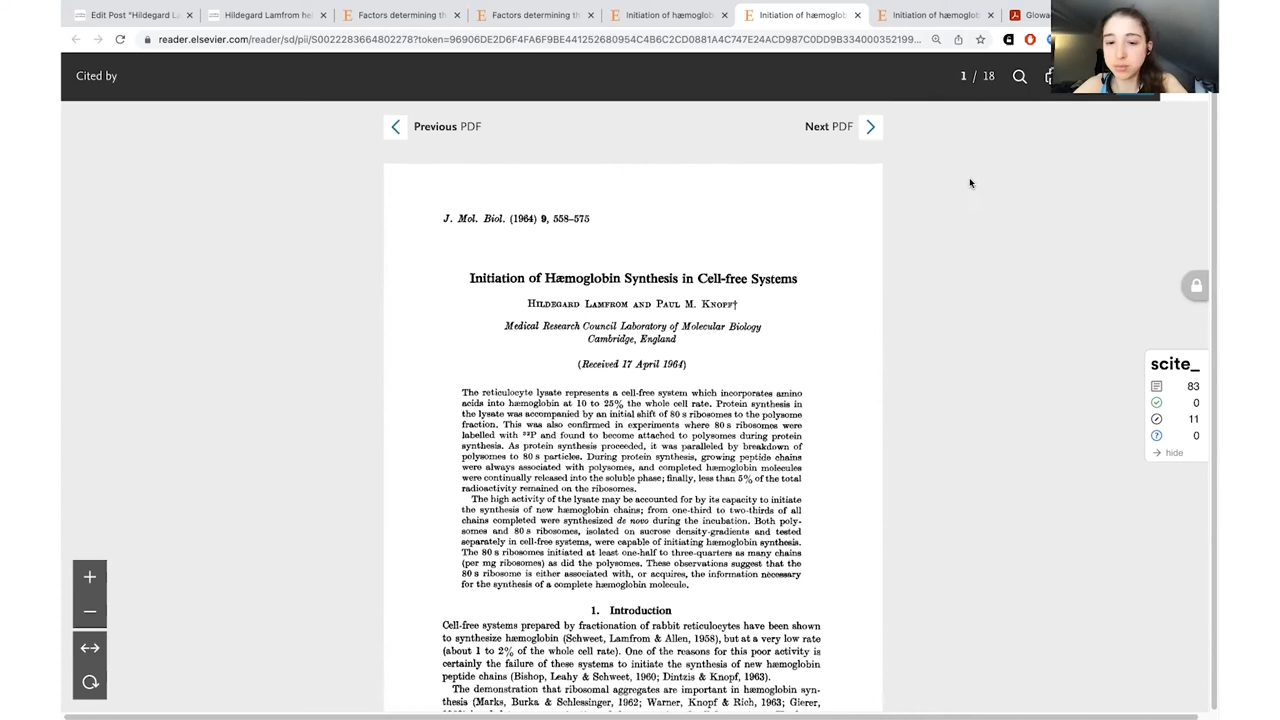 Edit Post "Hildegard L
Hildegard Lamfrom he
Factors determining th
Factors determining th
Initiation of hæmoglob
Initiation of hæmoglob
Initiation of hæmoglob
Glowa
reader.elsevier.com/reader/sd/pii/S0022283664802278?token=96906DE2D6F4FA6F9BE441252680954C4B6C2CD0881A4C747E24ACD987C0DD9B334000352199...
Cited by
1 / 18
Previous PDF
Next PDF
J. Mol. Biol. (1964) 9, 558–575
Initiation of Hæmoglobin Synthesis in Cell-free Systems
HILDEGARD LAMFROM AND PAUL M. KNOPF†
Medical Research Council Laboratory of Molecular Biology
Cambridge, England
(Received 17 April 1964)
The reticulocyte lysate represents a cell-free system which incorporates amino
acids into hæmoglobin at 10 to 25% the whole cell rate. Protein synthesis in
the lysate was accompanied by an initial shift of 80 s ribosomes to the polysome
fraction. This was also confirmed in experiments where 80 s ribosomes were
labelled with ³²P and found to become attached to polysomes during protein
synthesis. As protein synthesis proceeded, it was paralleled by breakdown of
polysomes to 80 s particles. During protein synthesis, growing peptide chains
were always associated with polysomes, and completed hæmoglobin molecules
were continually released into the soluble phase; finally, less than 5% of the total
radioactivity remained on the ribosomes.
The high activity of the lysate may be accounted for by its capacity to initiate
the synthesis of new hæmoglobin chains; from one-third to two-thirds of all
chains completed were synthesized de novo during the incubation. Both poly-
somes and 80 s ribosomes, isolated on sucrose density-gradients and tested
separately in cell-free systems, were capable of initiating hæmoglobin synthesis.
The 80 s ribosomes initiated at least one-half to three-quarters as many chains
(per mg ribosomes) as did the polysomes. These observations suggest that the
80 s ribosome is either associated with, or acquires, the information necessary
for the synthesis of a complete hæmoglobin molecule.
1. Introduction
Cell-free systems prepared by fractionation of rabbit reticulocytes have been shown
to synthesize hæmoglobin (Schweet, Lamfrom & Allen, 1958), but at a very low rate
(about 1 to 2% of the whole cell rate). One of the reasons for this poor activity is
certainly the failure of these systems to initiate the synthesis of new hæmoglobin
peptide chains (Bishop, Leahy & Schweet, 1960; Dintzis & Knopf, 1963).
The demonstration that ribosomal aggregates are important in hæmoglobin syn-
thesis (Marks, Burka & Schlessinger, 1962; Warner, Knopf & Rich, 1963; Gierer,
scite_
83
0
11
0
hide